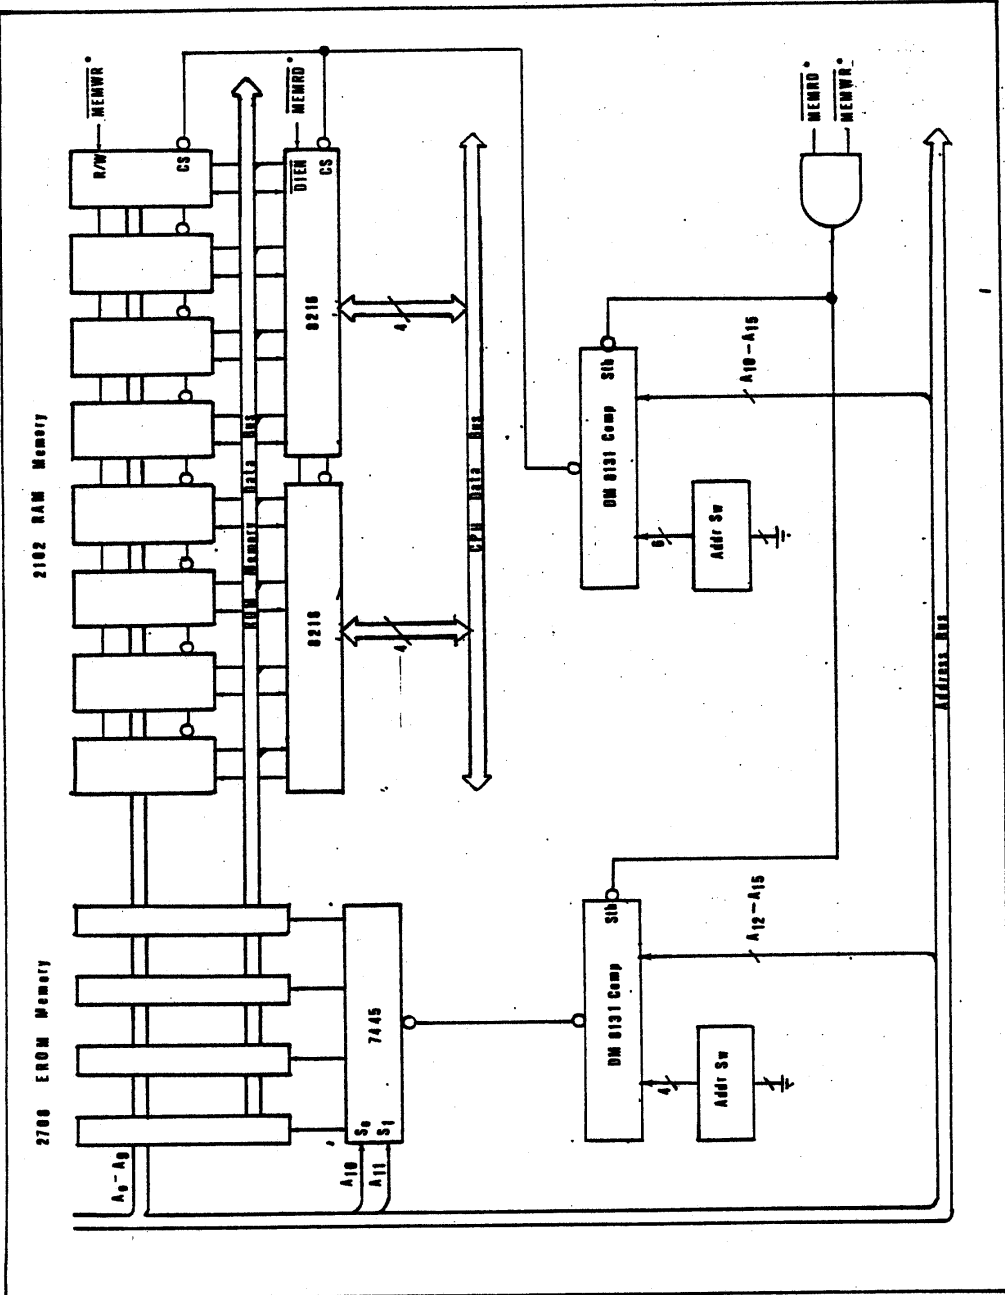 2708 EROM Memory
2102 RAM Memory
A₀–A₉
R/W
MEMWR*
CS
ROM Memory Data Bus
A10
A11
S₀
S₁
7445
8216
8216
DIEN
CS
MEMRD*
4
4
CPU Data Bus
DM 8131 Comp
Stb
DM 8131 Comp
Stb
4
6
Addr Sw
A12–A15
Addr Sw
A10–A15
MEMRD*
MEMWR*
Address Bus